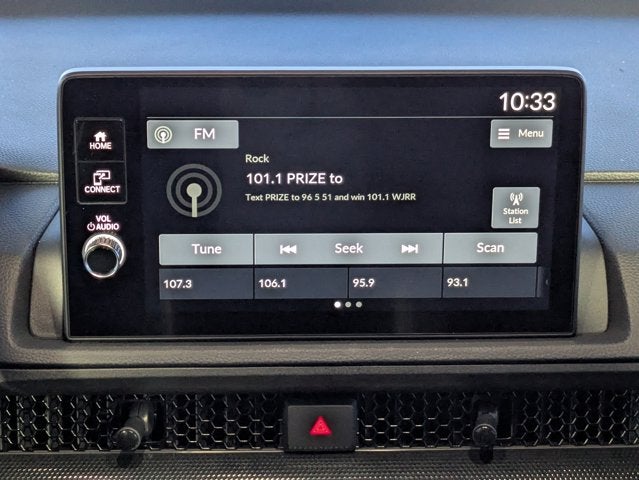 10:33
FM
Menu
HOME
Rock
101.1 PRIZE to
CONNECT
Text PRIZE to 96 5 51 and win 101.1 WJRR
Station
List
VOL
AUDIO
Tune
Seek
Scan
107.3
106.1
95.9
93.1